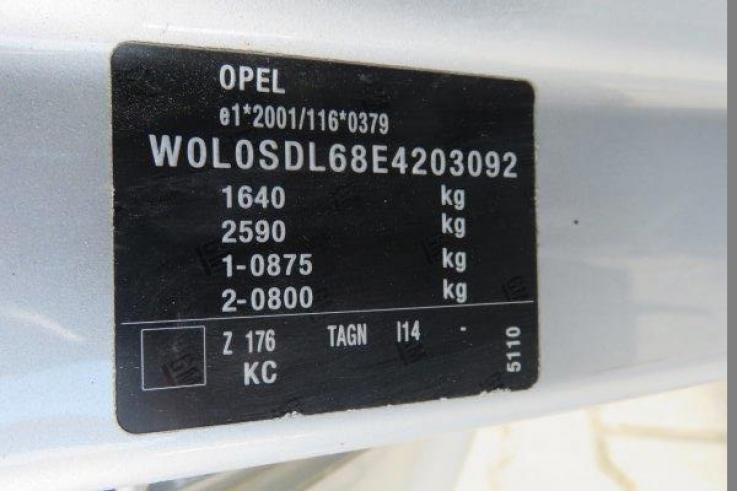 OPEL
e1*2001/116*0379
W0L0SDL68E4203092
1640 kg
2590 kg
1-0875 kg
2-0800 kg
Z 176 TAGN I14 -
KC
5110